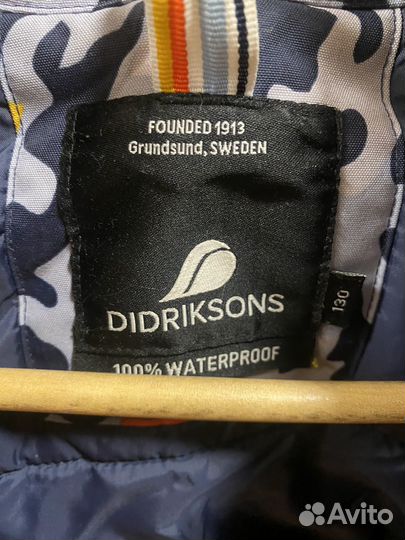 FOUNDED 1913
Grundsund, SWEDEN
DIDRIKSONS
130
100% WATERPROOF
Avito